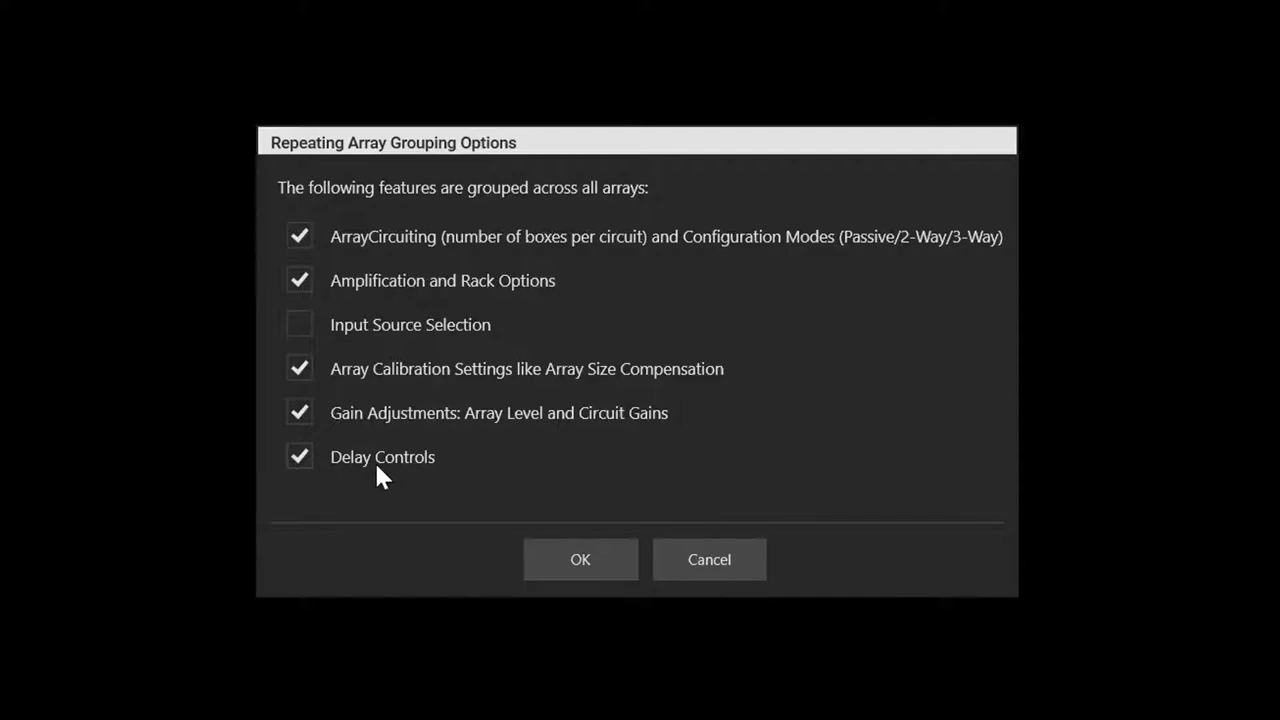 Repeating Array Grouping Options
The following features are grouped across all arrays:
ArrayCircuiting (number of boxes per circuit) and Configuration Modes (Passive/2-Way/3-Way)
Amplification and Rack Options
Input Source Selection
Array Calibration Settings like Array Size Compensation
Gain Adjustments: Array Level and Circuit Gains
Delay Controls
OK
Cancel